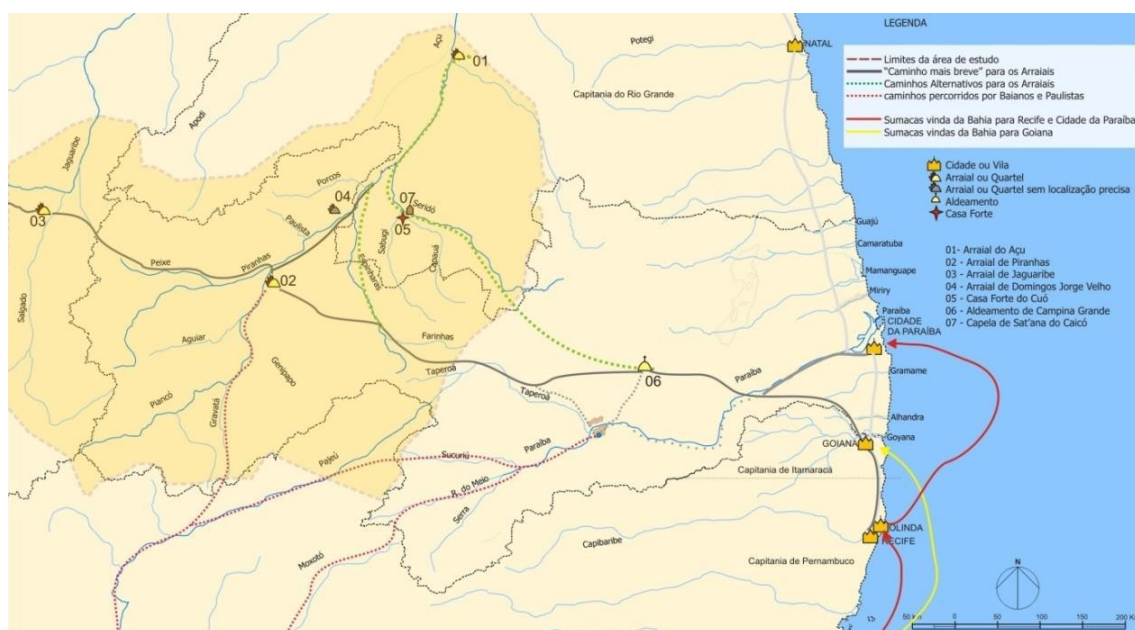 LEGENDA
Limites da área de estudo
"Caminho mais breve" para os Arraiais
Caminhos Alternativos para os Arraiais
caminhos percorridos por Baianos e Paulistas
Sumacas vinda da Bahia para Recife e Cidade da Paraíba
Sumacas vindas da Bahia para Goiana
Cidade ou Vila
Arraial ou Quartel
Arraial ou Quartel sem localização precisa
Aldeamento
Casa Forte
01- Arraial do Açu
02 - Arraial de Piranhas
03 - Arraial de Jaguaribe
04 - Arraial de Domingos Jorge Velho
05 - Casa Forte do Cuó
06 - Aldeamento de Campina Grande
07 - Capela de Sat'ana do Caicó
Açu
01
Potegi
NATAL
Capitania do Rio Grande
Apodi
Jaguaribe
Porcos
04
07
Seridó
03
Paulista
05
Sabugi
Cipauá
Guajú
Camaratuba
Peixe
Piranhas
Espinharas
Mamanguape
02
Miriry
Salgado
Paraíba
CIDADE
DA PARAÍBA
Aguiar
Farinhas
Genipapo
Taperoá
06
Paraíba
Gramame
Piancó
Gravatá
Taperoá
Alhandra
Goyana
GOIANA
Paraíba
Pajeú
Sucuriú
Capitania de Itamaracá
R. do Meio
Serra
OLINDA
RECIFE
Moxotó
Capibaribe
Capitania de Pernambuco
N
50 Km
0
50
100
150
200 Km